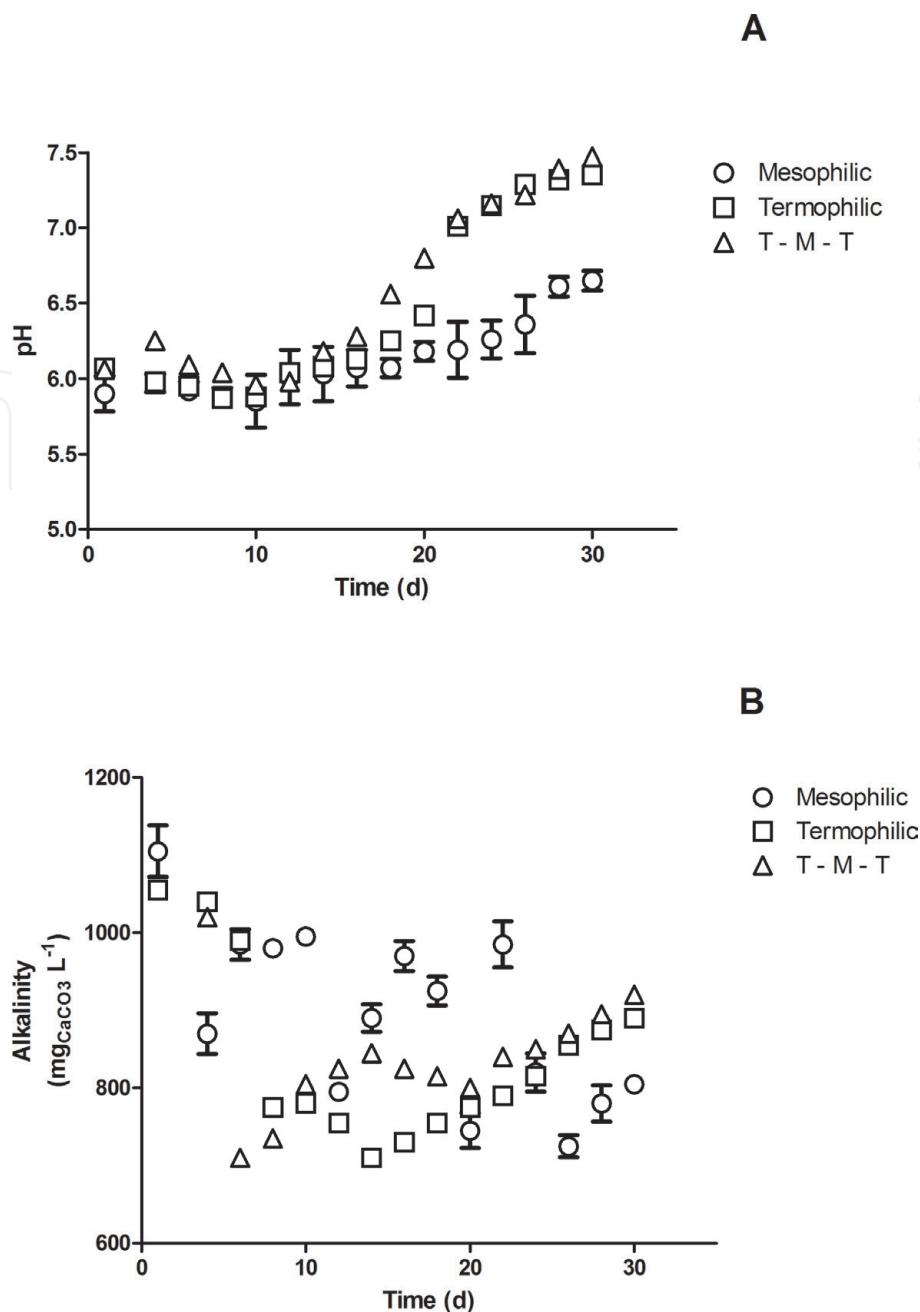 A
7.5
7.0
6.5
6.0
5.5
5.0
pH
0
10
20
30
Time (d)
Mesophilic
Termophilic
T - M - T
B
1200
1000
800
600
Alkalinity
(mgCaCO3 L-1)
0
10
20
30
Time (d)
Mesophilic
Termophilic
T - M - T